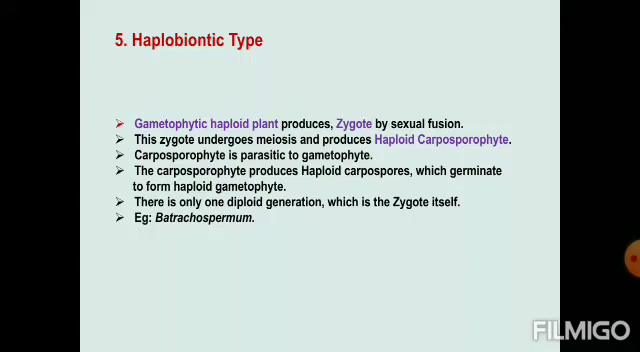 5. Haplobiontic Type
Gametophytic haploid plant produces, Zygote by sexual fusion.
This zygote undergoes meiosis and produces Haploid Carposporophyte.
Carposporophyte is parasitic to gametophyte.
The carposporophyte produces Haploid carpospores, which germinate
to form haploid gametophyte.
There is only one diploid generation, which is the Zygote itself.
Eg: Batrachospermum.
FILMIGO